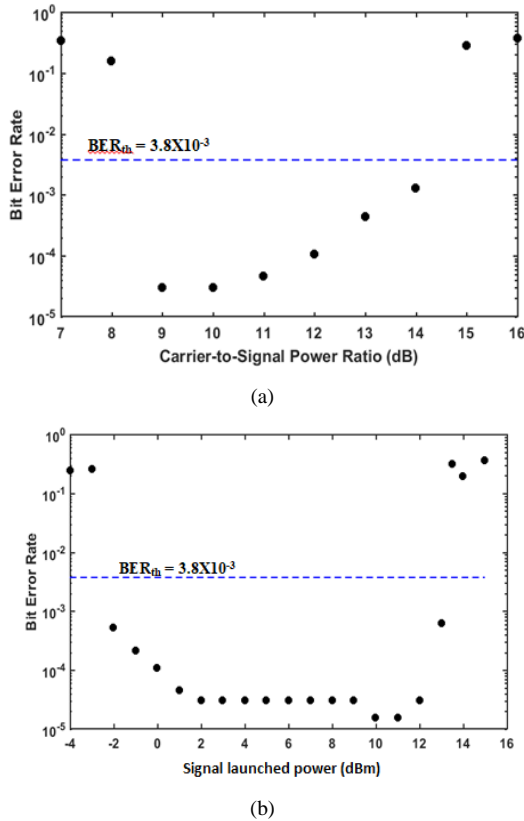 10⁰
10⁻¹
10⁻²
10⁻³
10⁻⁴
10⁻⁵
Bit Error Rate
BERth = 3.8X10⁻³
7 8 9 10 11 12 13 14 15 16
Carrier-to-Signal Power Ratio (dB)
(a)
10⁰
10⁻¹
10⁻²
10⁻³
10⁻⁴
10⁻⁵
Bit Error Rate
BERth = 3.8X10⁻³
-4 -2 0 2 4 6 8 10 12 14 16
Signal launched power (dBm)
(b)